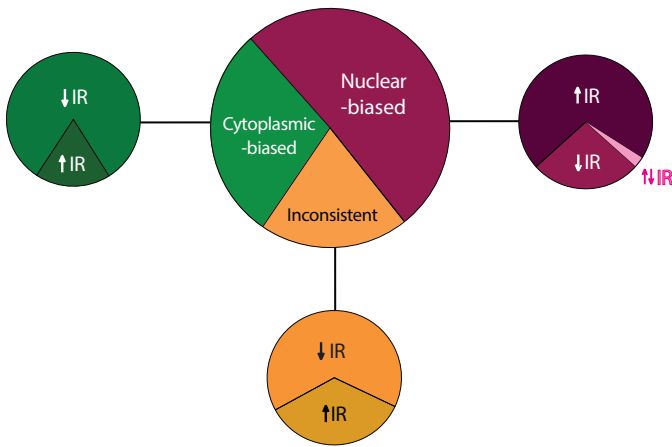 Nuclear
-biased
Cytoplasmic
-biased
Inconsistent
↓IR
↑IR
↑IR
↓IR
↑↓IR
↓IR
↑IR